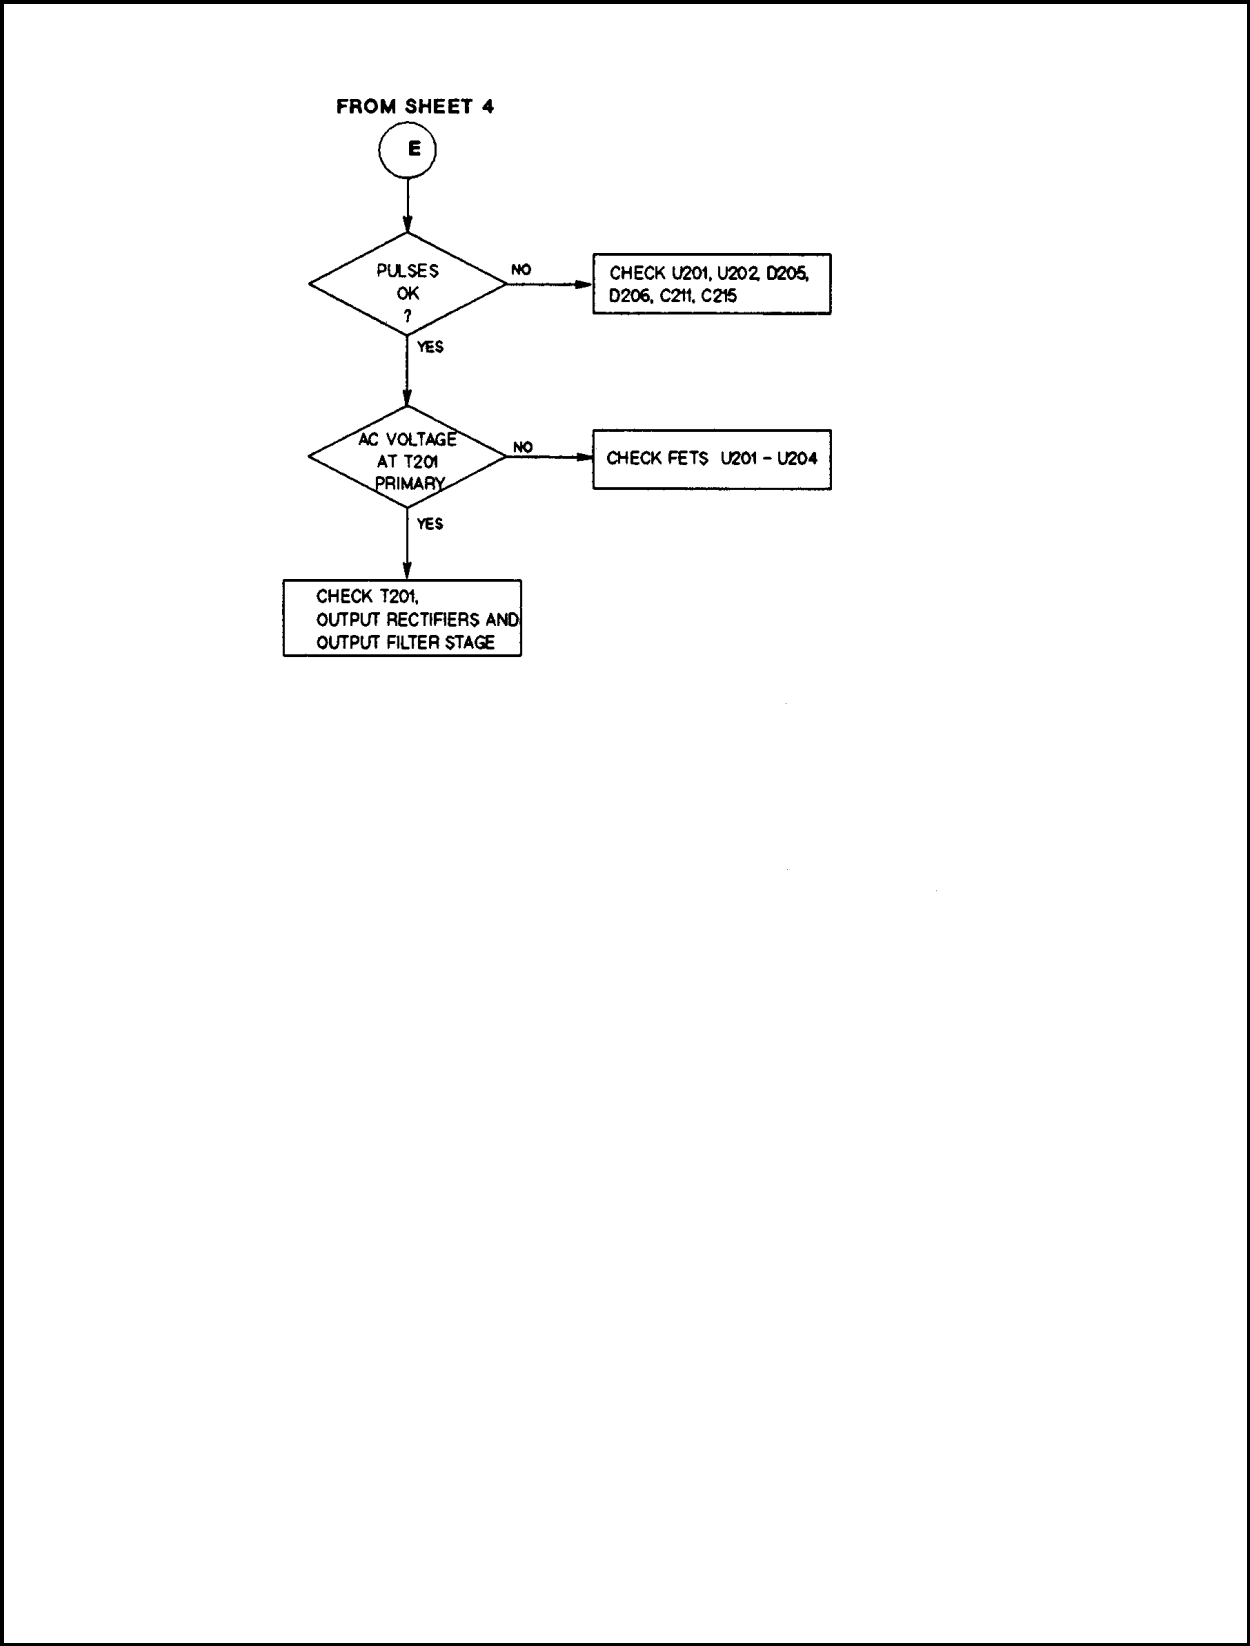 FROM SHEET 4
E
PULSES
OK
?
NO
CHECK U201, U202, D205,
D206, C211, C215
YES
AC VOLTAGE
AT T201
PRIMARY
NO
CHECK FETS U201 - U204
YES
CHECK T201,
OUTPUT RECTIFIERS AND
OUTPUT FILTER STAGE